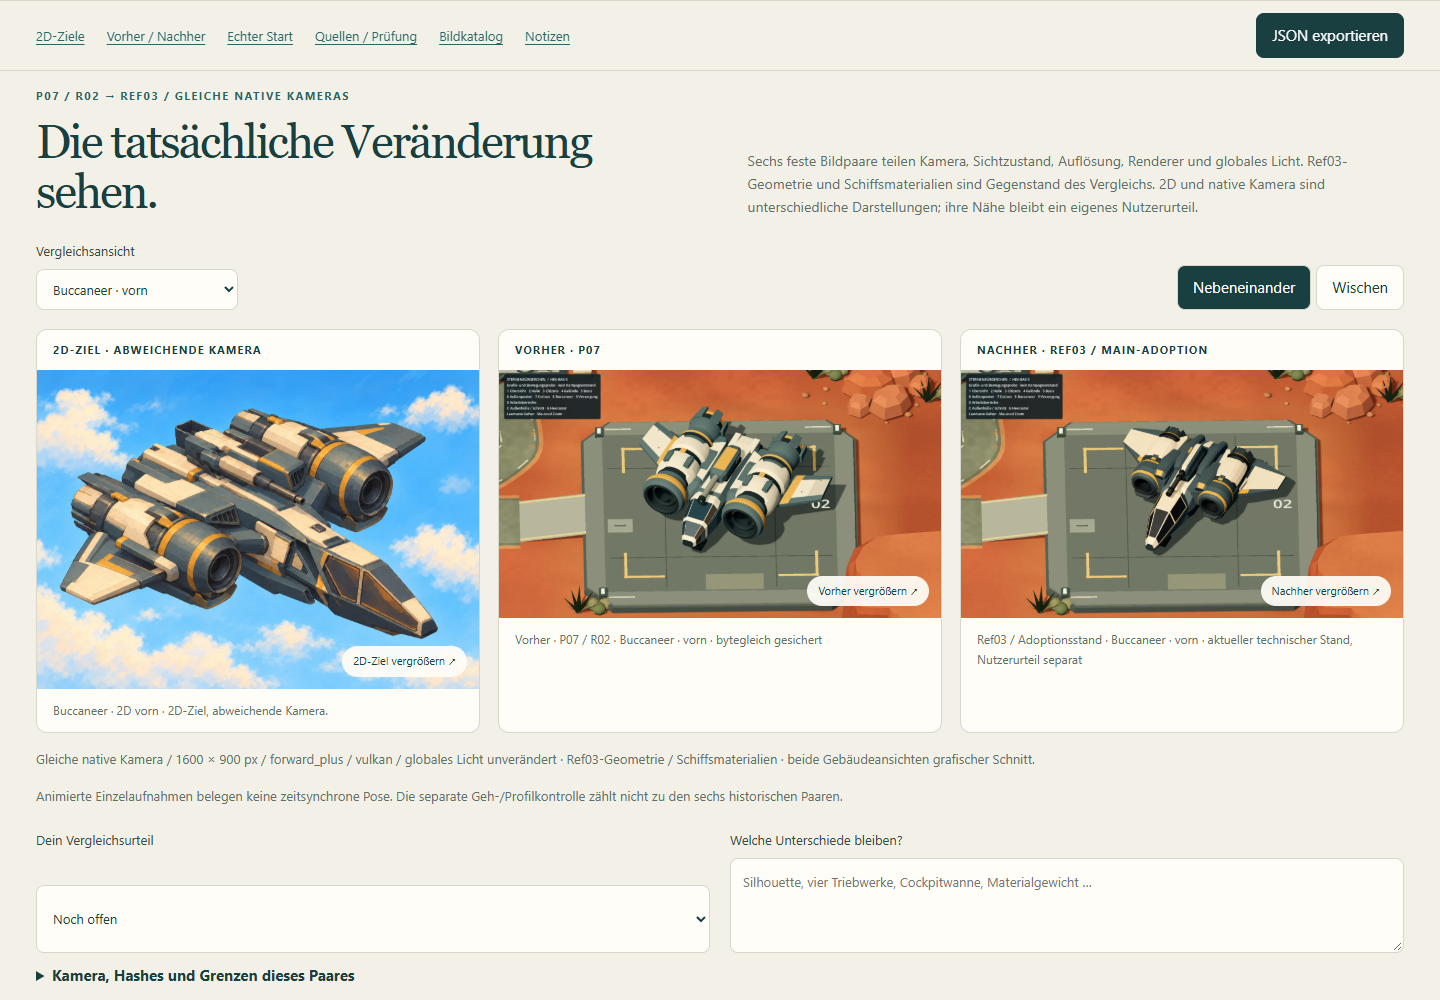 2D-Ziele
Vorher / Nachher
Echter Start
Quellen / Prüfung
Bildkatalog
Notizen
JSON exportieren
P07 / R02 → REF03 / GLEICHE NATIVE KAMERAS
Die tatsächliche Veränderung
sehen.
Sechs feste Bildpaare teilen Kamera, Sichtzustand, Auflösung, Renderer und globales Licht. Ref03-
Geometrie und Schiffsmaterialien sind Gegenstand des Vergleichs. 2D und native Kamera sind
unterschiedliche Darstellungen; ihre Nähe bleibt ein eigenes Nutzerurteil.
Vergleichsansicht
Buccaneer · vorn
Nebeneinander
Wischen
2D-ZIEL · ABWEICHENDE KAMERA
2D-Ziel vergrößern ↗
Buccaneer · 2D vorn · 2D-Ziel, abweichende Kamera.
VORHER · P07
02
Vorher vergrößern ↗
Vorher · P07 / R02 · Buccaneer · vorn · bytegleich gesichert
NACHHER · REF03 / MAIN-ADOPTION
02
Nachher vergrößern ↗
Ref03 / Adoptionsstand · Buccaneer · vorn · aktueller technischer Stand,
Nutzerurteil separat
Gleiche native Kamera / 1600 × 900 px / forward_plus / vulkan / globales Licht unverändert · Ref03-Geometrie / Schiffsmaterialien · beide Gebäudeansichten grafischer Schnitt.
Animierte Einzelaufnahmen belegen keine zeitsynchrone Pose. Die separate Geh-/Profilkontrolle zählt nicht zu den sechs historischen Paaren.
Dein Vergleichsurteil
Noch offen
Welche Unterschiede bleiben?
Silhouette, vier Triebwerke, Cockpitwanne, Materialgewicht ...
Kamera, Hashes und Grenzen dieses Paares